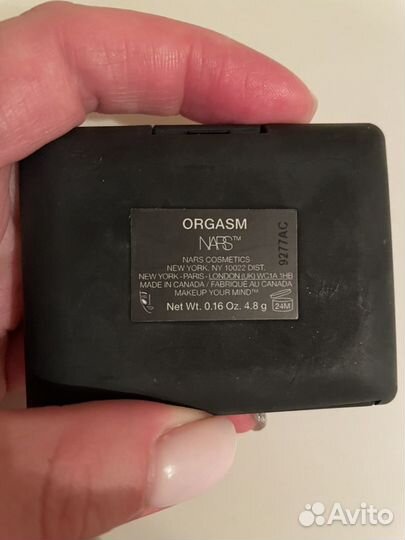 ORGASM
NARS™
9277AC
NARS COSMETICS
NEW YORK, NY 10022 DIST.
NEW YORK - PARIS - LONDON (UK) WC1A 1HB
MADE IN CANADA / FABRIQUÉ AU CANADA
MAKEUP YOUR MIND™
Net Wt. 0.16 Oz. 4.8 g
24M
Avito